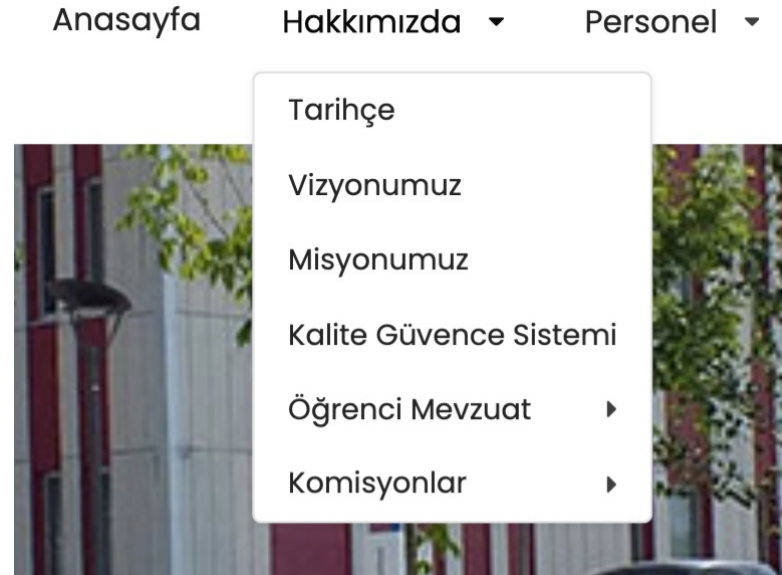 Anasayfa Hakkımızda Personel
Tarihçe
Vizyonumuz
Misyonumuz
Kalite Güvence Sistemi
Öğrenci Mevzuat
Komisyonlar